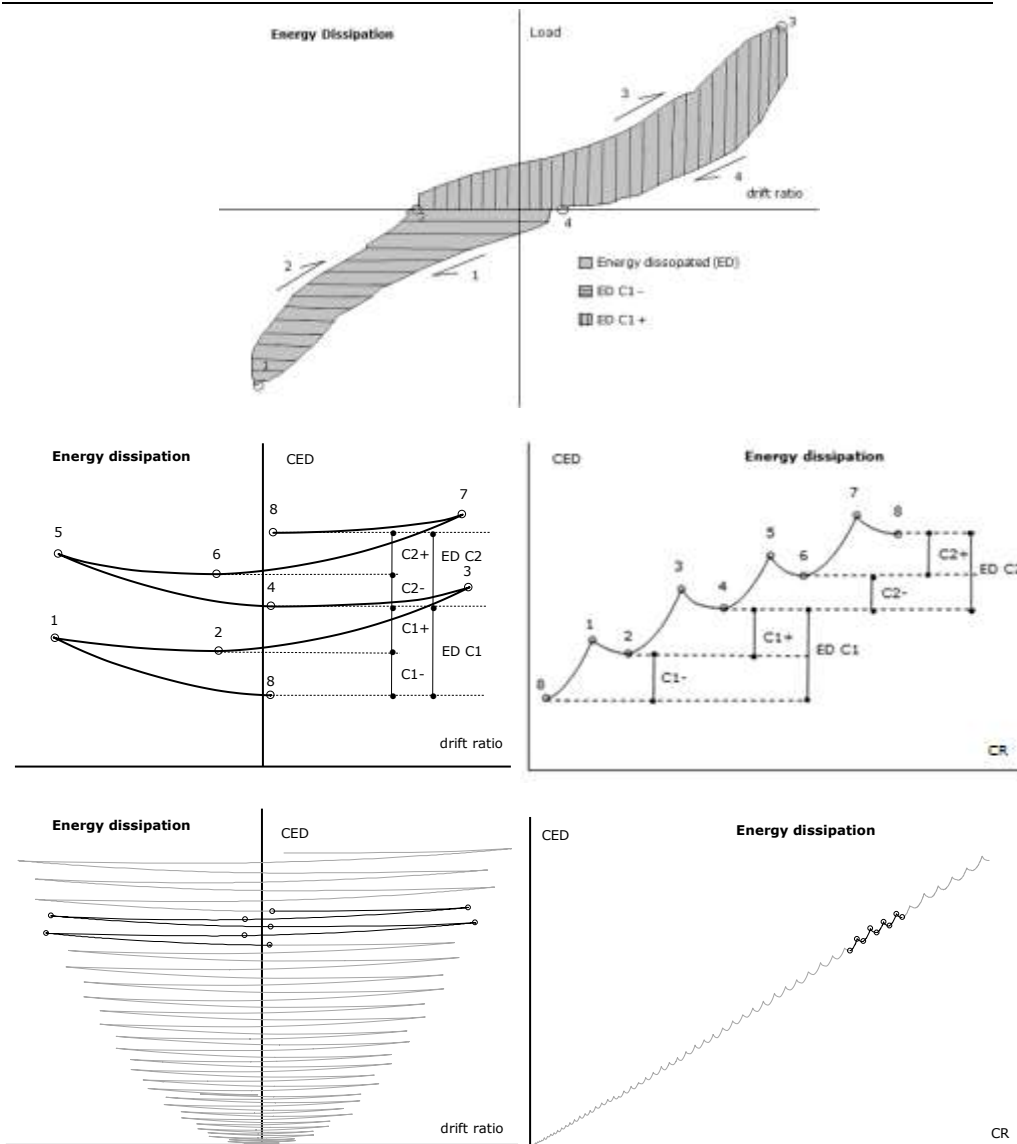 Energy Dissipation
Load
3
3
4
drift ratio
2
4
2
1
Energy dissopated (ED)
ED C1-
ED C1+
1
Energy dissipation
CED
8
7
5
6
C2+
ED C2
3
4
C2-
1
2
C1+
ED C1
8
C1-
drift ratio
CED
Energy dissipation
7
8
5
6
C2+
ED C2
3
4
C2-
1
2
C1+
ED C1
8
C1-
CR
Energy dissipation
CED
drift ratio
CED
Energy dissipation
CR